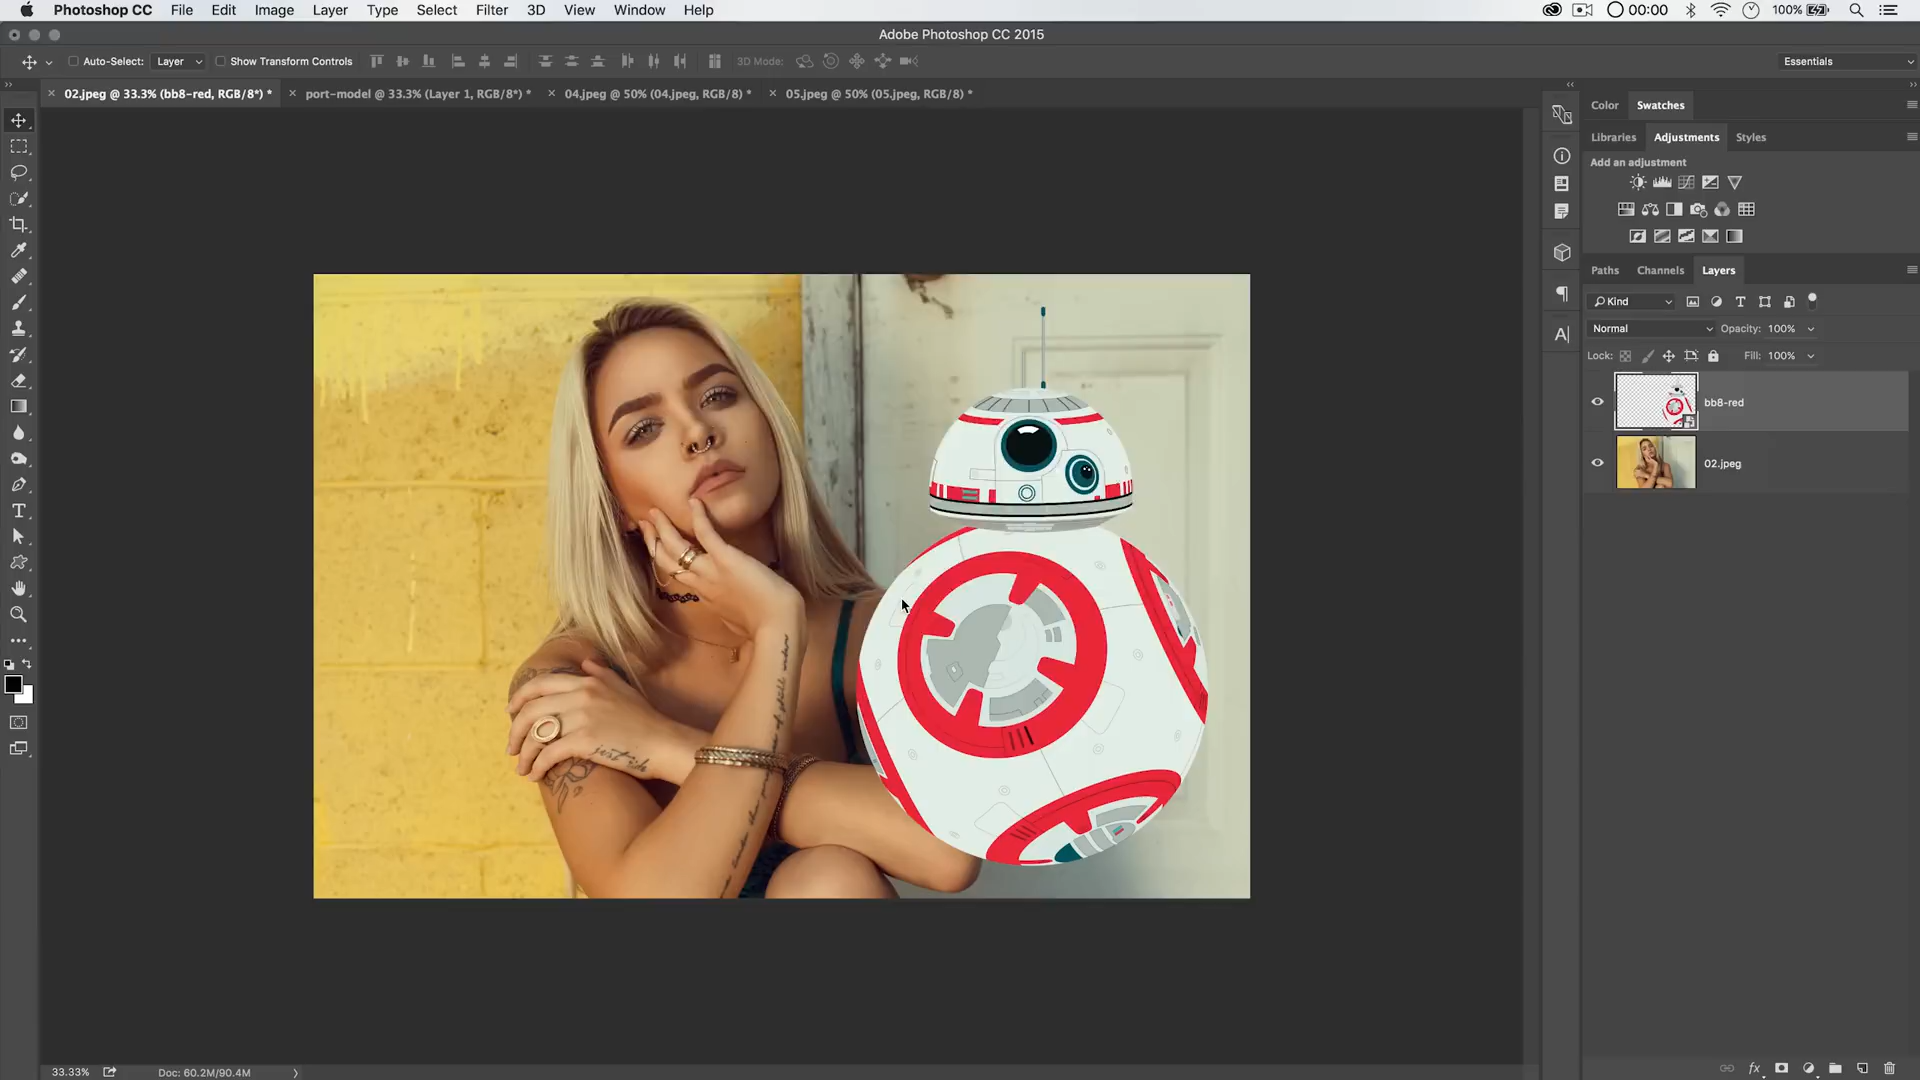 Photoshop CC File Edit Image Layer Type Select Filter 3D View Window Help 00:00 100%
Adobe Photoshop CC 2015
Auto-Select: Layer Show Transform Controls 3D Mode: Essentials
02.jpeg @ 33.3% (bb8-red, RGB/8*) * port-model @ 33.3% (Layer 1, RGB/8*) * 04.jpeg @ 50% (04.jpeg, RGB/8) * 05.jpeg @ 50% (05.jpeg, RGB/8) *
Color Swatches
Libraries Adjustments Styles
Add an adjustment
Paths Channels Layers
Kind
Normal Opacity: 100%
Lock: Fill: 100%
bb8-red
02.jpeg
33.33% Doc: 60.2M/90.4M